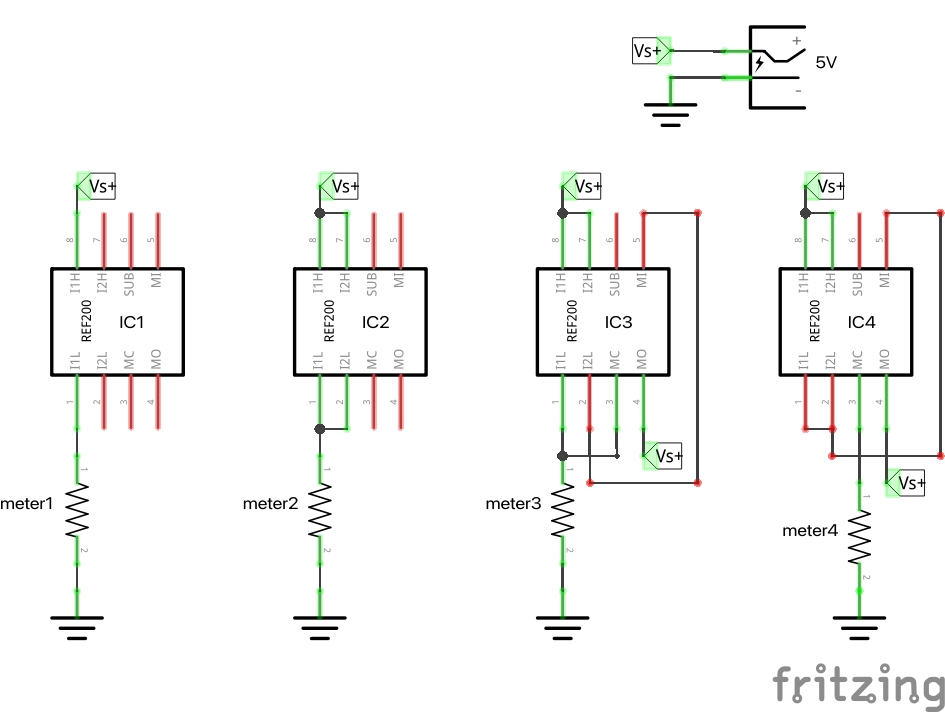 +
Vs+
5V
-
Vs+
Vs+
Vs+
Vs+
8 7 6 5
8 7 6 5
8 7 6 5
8 7 6 5
I1H I2H SUB MI
I1H I2H SUB MI
I1H I2H SUB MI
I1H I2H SUB MI
REF200 IC1
REF200 IC2
REF200 IC3
REF200 IC4
I1L I2L MC MO
I1L I2L MC MO
I1L I2L MC MO
I1L I2L MC MO
1 2 3 4
1 2 3 4
1 2 3 4
1 2 3 4
Vs+
Vs+
1
meter1
2
1
meter2
2
1
meter3
2
1
meter4
2
fritzing